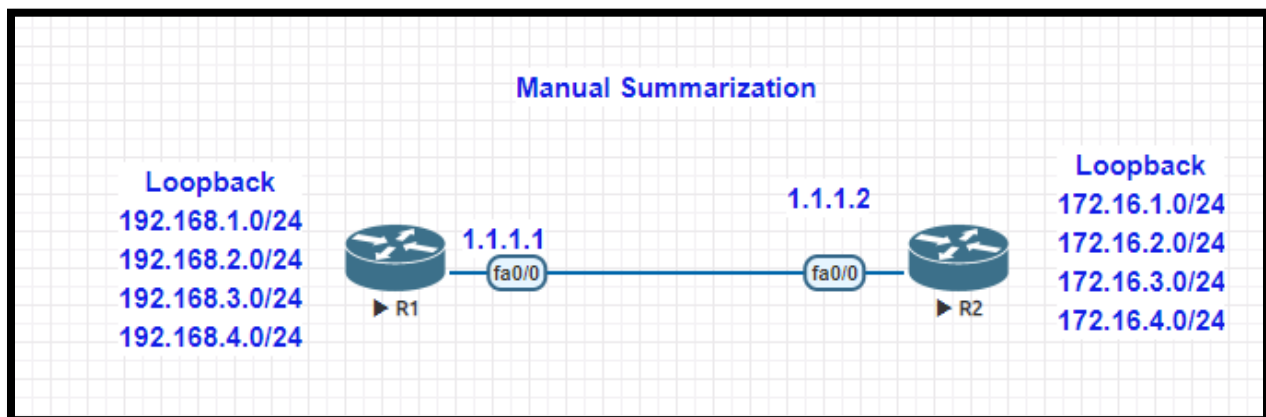 Manual Summarization
Loopback
192.168.1.0/24
192.168.2.0/24
192.168.3.0/24
192.168.4.0/24
1.1.1.1
fa0/0
R1
1.1.1.2
fa0/0
R2
Loopback
172.16.1.0/24
172.16.2.0/24
172.16.3.0/24
172.16.4.0/24